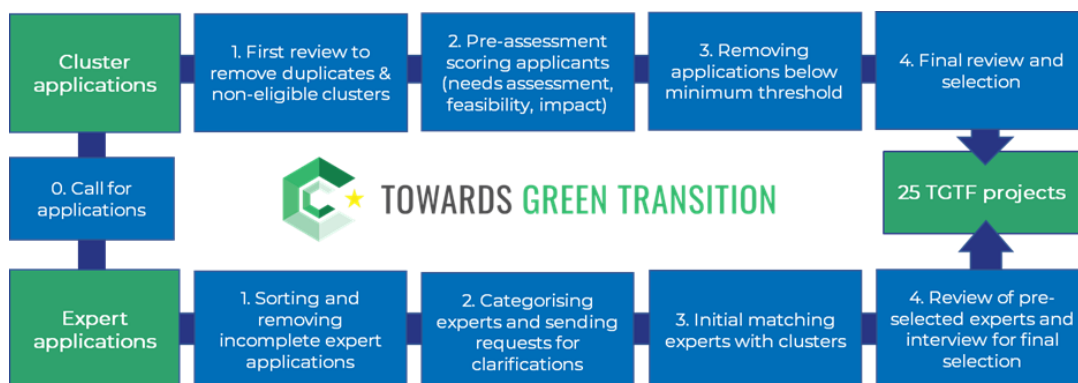 Cluster
applications
1. First review to
remove duplicates &
non-eligible clusters
2. Pre-assessment
scoring applicants
(needs assessment,
feasibility, impact)
3. Removing
applications below
minimum threshold
4. Final review and
selection
0. Call for
applications
TOWARDS GREEN TRANSITION
25 TGTF projects
Expert
applications
1. Sorting and
removing
incomplete expert
applications
2. Categorising
experts and sending
requests for
clarifications
3. Initial matching
experts with clusters
4. Review of pre-
selected experts and
interview for final
selection